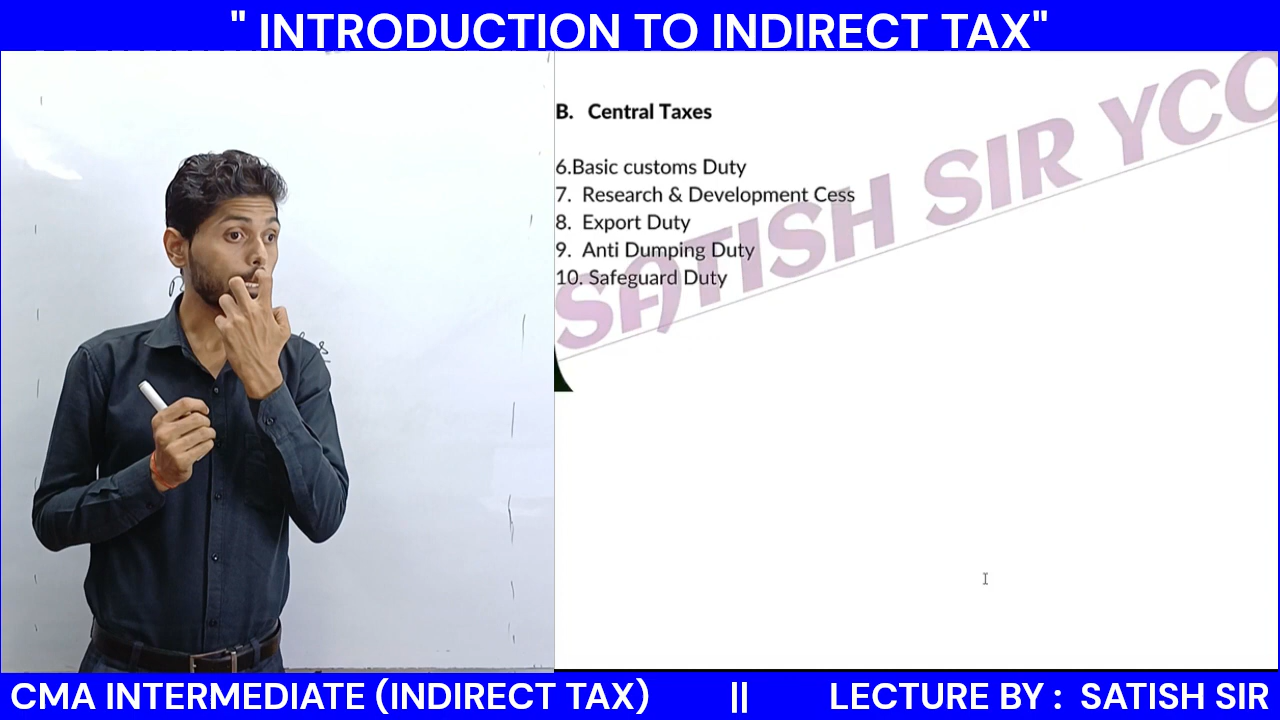 " INTRODUCTION TO INDIRECT TAX"
B. Central Taxes
6.Basic customs Duty
7. Research & Development Cess
8. Export Duty
9. Anti Dumping Duty
10. Safeguard Duty
SATISH SIR YCC
CMA INTERMEDIATE (INDIRECT TAX) || LECTURE BY : SATISH SIR